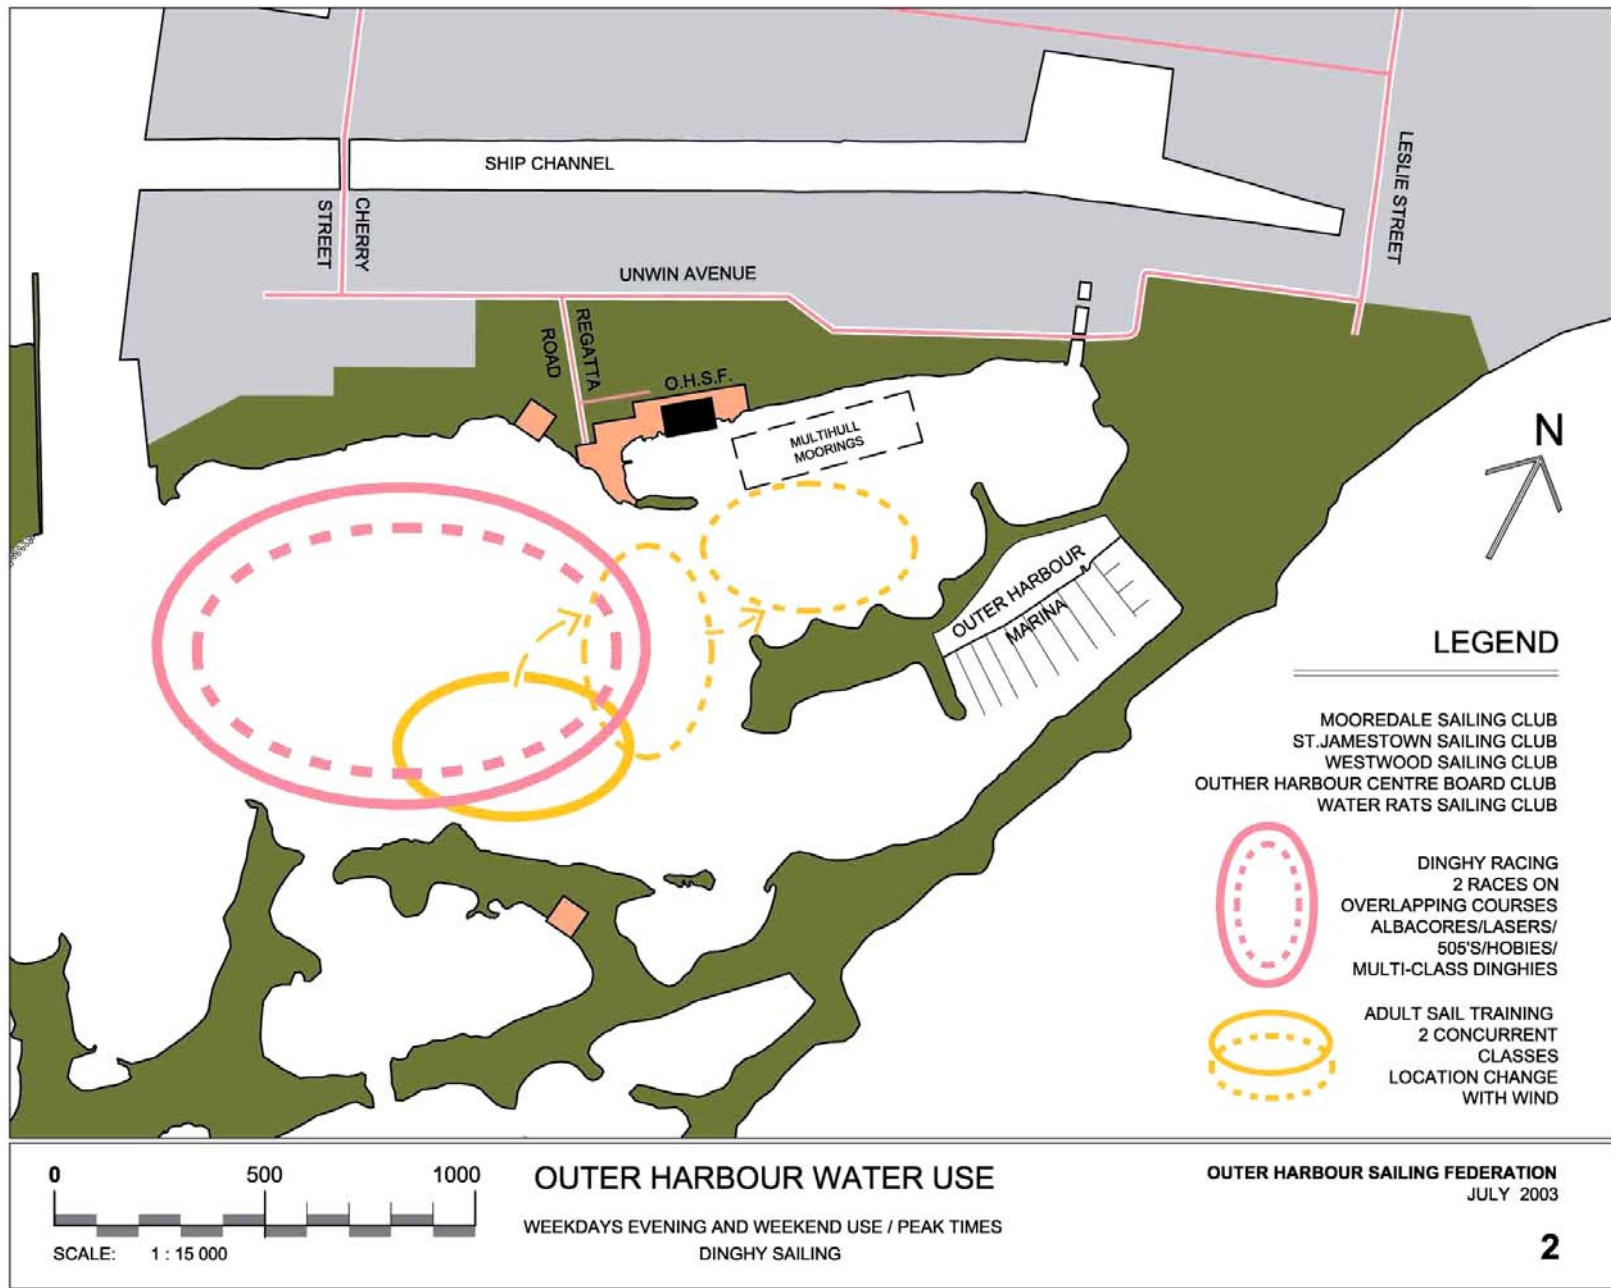 SHIP CHANNEL
CHERRY
STREET
LESLIE STREET
UNWIN AVENUE
REGATTA
ROAD
O.H.S.F.
MULTIHULL
MOORINGS
N
OUTER HARBOUR
MARINA
LEGEND
MOOREDALE SAILING CLUB
ST.JAMESTOWN SAILING CLUB
WESTWOOD SAILING CLUB
OUTHER HARBOUR CENTRE BOARD CLUB
WATER RATS SAILING CLUB
DINGHY RACING
2 RACES ON
OVERLAPPING COURSES
ALBACORES/LASERS/
505'S/HOBIES/
MULTI-CLASS DINGHIES
ADULT SAIL TRAINING
2 CONCURRENT
CLASSES
LOCATION CHANGE
WITH WIND
0 500 1000
SCALE: 1 : 15 000
OUTER HARBOUR WATER USE
WEEKDAYS EVENING AND WEEKEND USE / PEAK TIMES
DINGHY SAILING
OUTER HARBOUR SAILING FEDERATION
JULY 2003
2